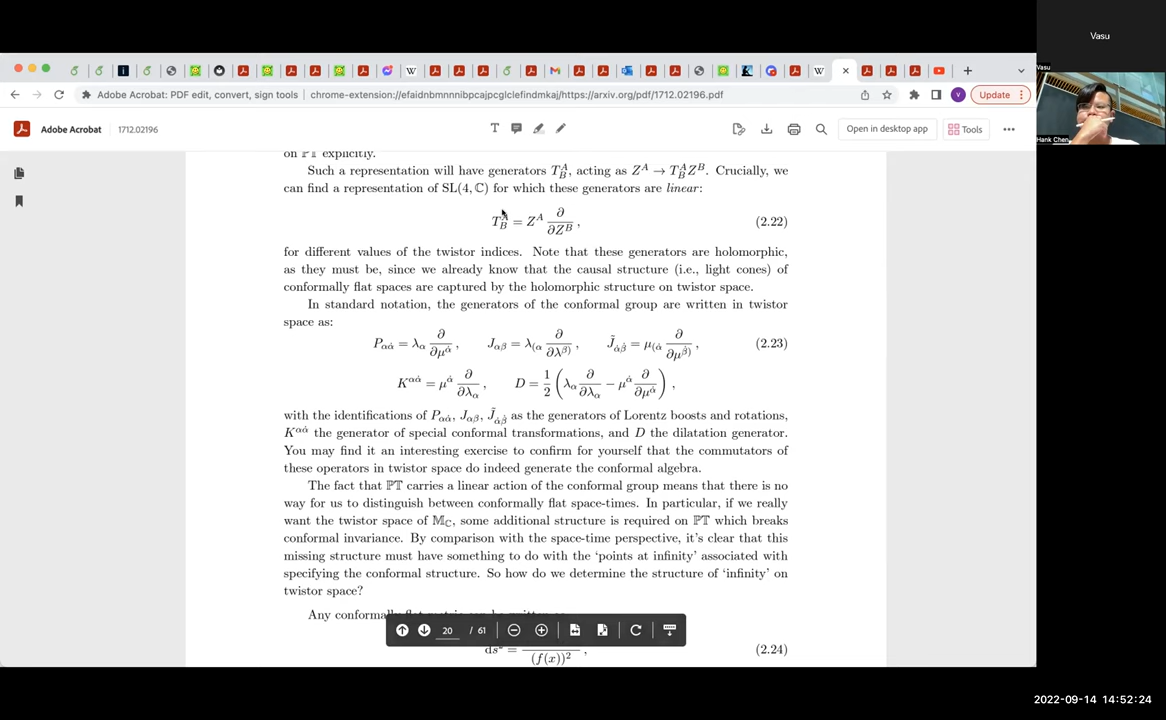 Vasu
Vasu
Update
Adobe Acrobat: PDF edit, convert, sign tools | chrome-extension://efaidnbmnnnibpcajpcglclefindmkaj/https://arxiv.org/pdf/1712.02196.pdf
Adobe Acrobat 1712.02196
Open in desktop app
Tools
Hank Chen
on ℙ𝕋 explicitly.
Such a representation will have generators T^A_B, acting as Z^A → T^A_B Z^B. Crucially, we
can find a representation of SL(4, ℂ) for which these generators are linear:
T^A_B = Z^A ∂/∂Z^B , (2.22)
for different values of the twistor indices. Note that these generators are holomorphic,
as they must be, since we already know that the causal structure (i.e., light cones) of
conformally flat spaces are captured by the holomorphic structure on twistor space.
In standard notation, the generators of the conformal group are written in twistor
space as:
P_{αα̇} = λ_α ∂/∂μ^{α̇} , J_{αβ} = λ_{(α} ∂/∂λ^{β)} , J̃_{α̇β̇} = μ_{(α̇} ∂/∂μ^{β̇)} , (2.23)
K^{αα̇} = μ^{α̇} ∂/∂λ_α , D = 1/2 (λ_α ∂/∂λ_α − μ^{α̇} ∂/∂μ^{α̇}) ,
with the identifications of P_{αα̇}, J_{αβ}, J̃_{α̇β̇} as the generators of Lorentz boosts and rotations,
K^{αα̇} the generator of special conformal transformations, and D the dilatation generator.
You may find it an interesting exercise to confirm for yourself that the commutators of
these operators in twistor space do indeed generate the conformal algebra.
The fact that ℙ𝕋 carries a linear action of the conformal group means that there is no
way for us to distinguish between conformally flat space-times. In particular, if we really
want the twistor space of 𝕄_ℂ, some additional structure is required on ℙ𝕋 which breaks
conformal invariance. By comparison with the space-time perspective, it's clear that this
missing structure must have something to do with the 'points at infinity' associated with
specifying the conformal structure. So how do we determine the structure of 'infinity' on
twistor space?
Any conformally
20 / 61
ds² = (f(x))² , (2.24)
2022-09-14 14:52:24